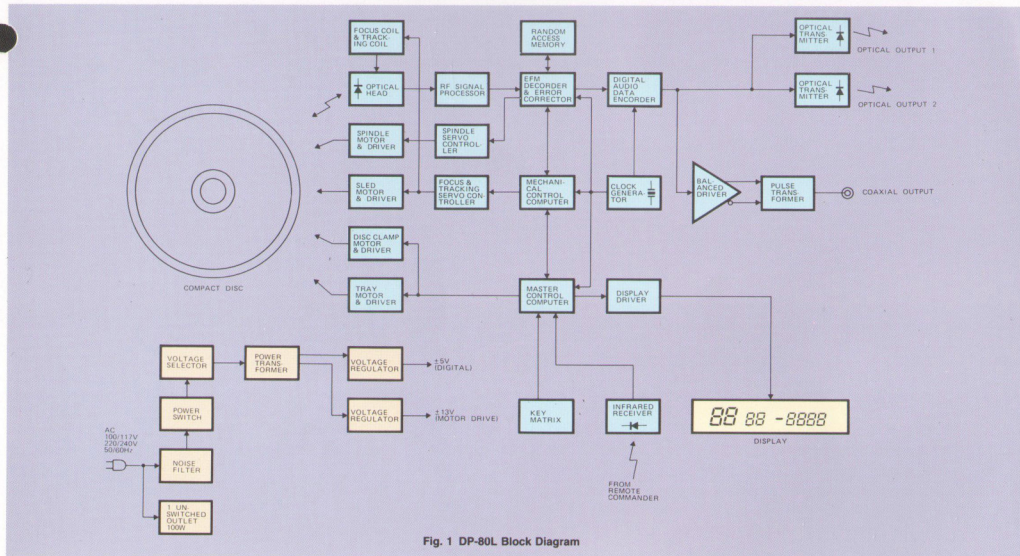 FOCUS COIL
& TRACK-
ING COIL
RANDOM
ACCESS
MEMORY
OPTICAL
TRANS-
MITTER
OPTICAL OUTPUT 1
OPTICAL
HEAD
RF SIGNAL
PROCESSOR
EFM
DECORDER
& ERROR
CORRECTOR
DIGITAL
AUDIO
DATA
ENCORDER
OPTICAL
TRANS-
MITTER
OPTICAL OUTPUT 2
SPINDLE
MOTOR
& DRIVER
SPINDLE
SERVO
CONTROL-
LER
SLED
MOTOR
& DRIVER
FOCUS &
TRACKING
SERVO CON-
TROLLER
MECHANI-
CAL
CONTROL
COMPUTER
CLOCK
GENERA
TOR
BAL-
ANCED
DRIVER
PULSE
TRANS-
FORMER
COAXIAL OUTPUT
DISC CLAMP
MOTOR
& DRIVER
COMPACT DISC
TRAY
MOTOR
& DRIVER
MASTER
CONTROL
COMPUTER
DISPLAY
DRIVER
VOLTAGE
SELECTOR
POWER
TRANS-
FORMER
VOLTAGE
REGULATOR
±5V
(DIGITAL)
POWER
SWITCH
VOLTAGE
REGULATOR
±13V
(MOTOR DRIVE)
KEY
MATRIX
INFRARED
RECEIVER
88 88 -8888
DISPLAY
AC
100/117V
220/240V
50/60Hz
NOISE
FILTER
FROM
REMOTE
COMMANDER
1 UN-
SWITCHED
OUTLET
100W
Fig. 1 DP-80L Block Diagram